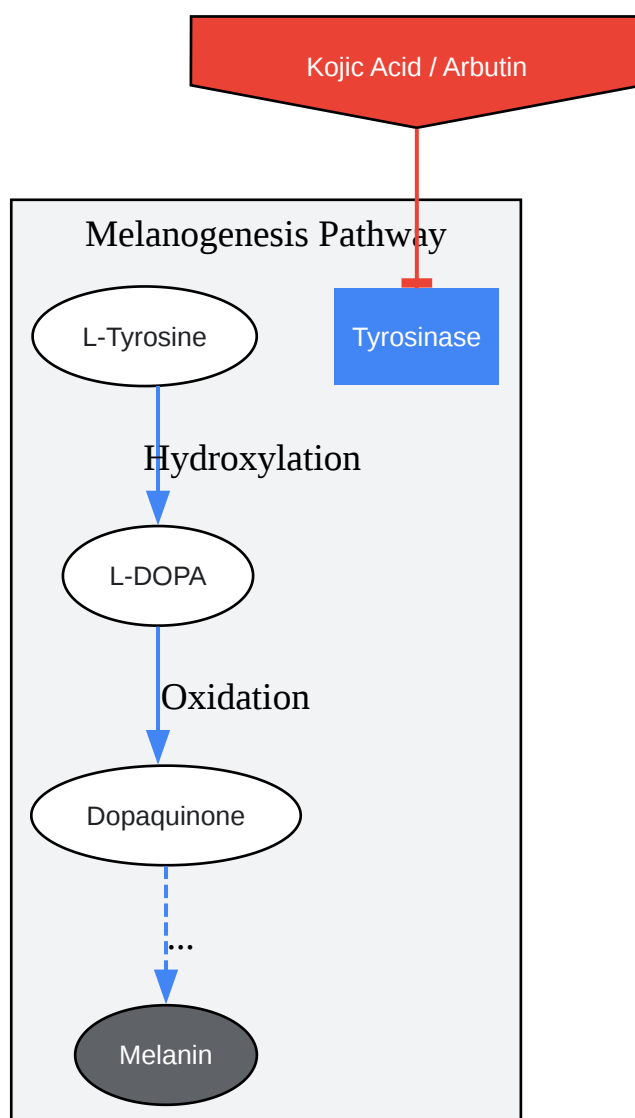 Kojic Acid / Arbutin
Melanogenesis Pathway
L-Tyrosine
Tyrosinase
Hydroxylation
L-DOPA
Oxidation
Dopaquinone
...
Melanin